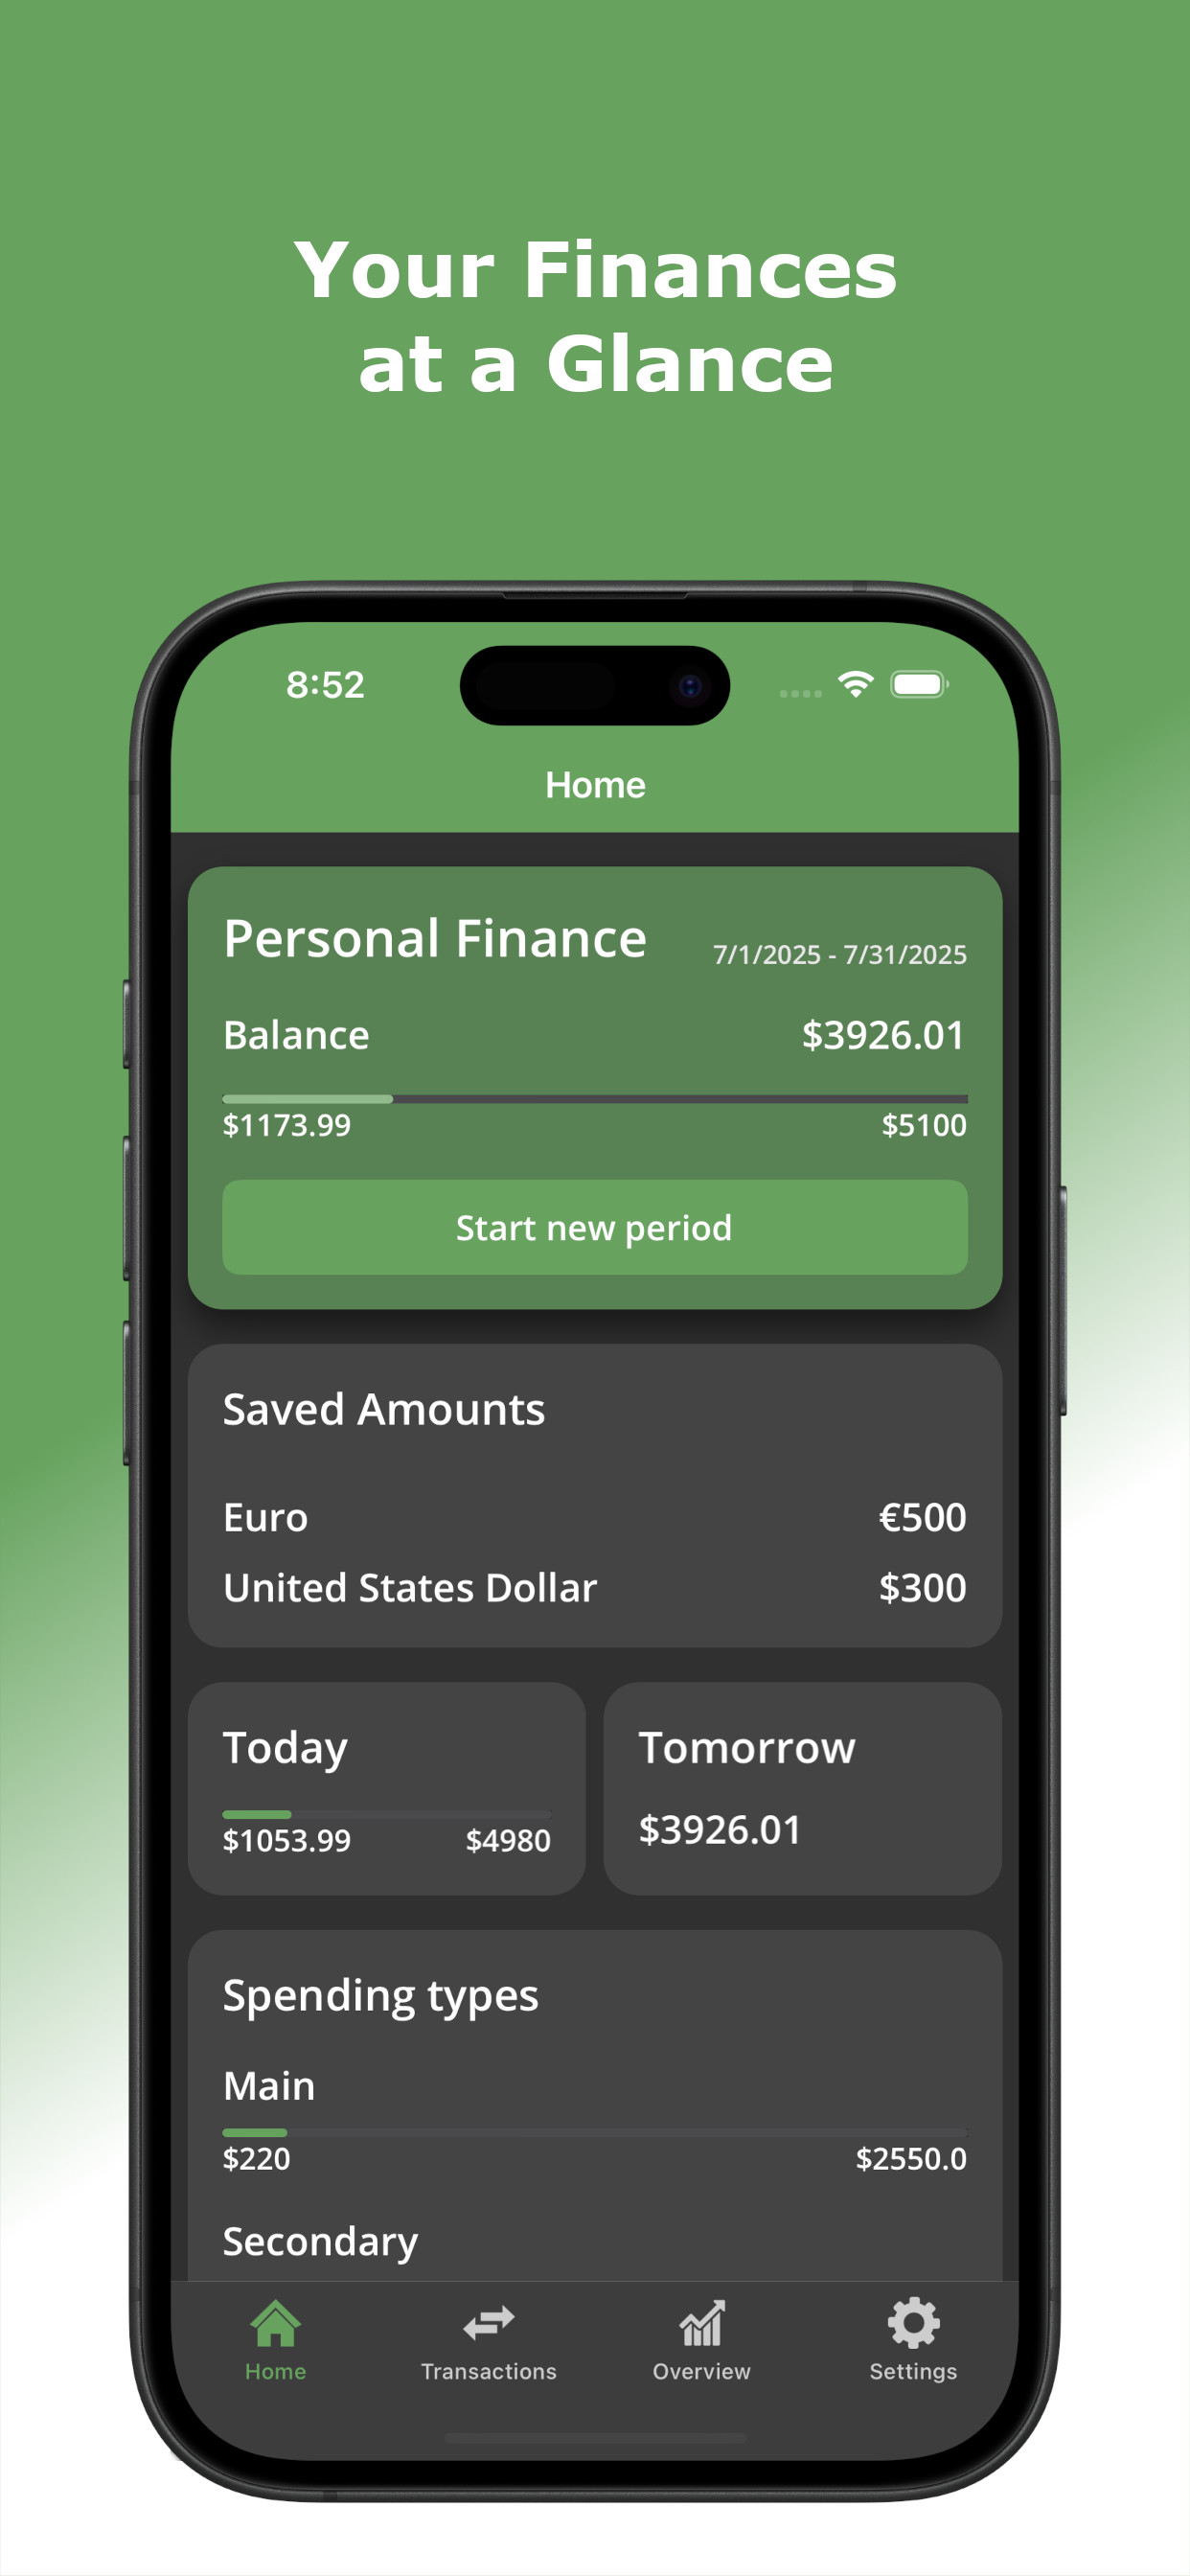 Your Finances
at a Glance
8:52
Home
Personal Finance 7/1/2025 - 7/31/2025
Balance $3926.01
$1173.99 $5100
Start new period
Saved Amounts
Euro €500
United States Dollar $300
Today Tomorrow
$3926.01
$1053.99 $4980
Spending types
Main
$220 $2550.0
Secondary
Home Transactions Overview Settings